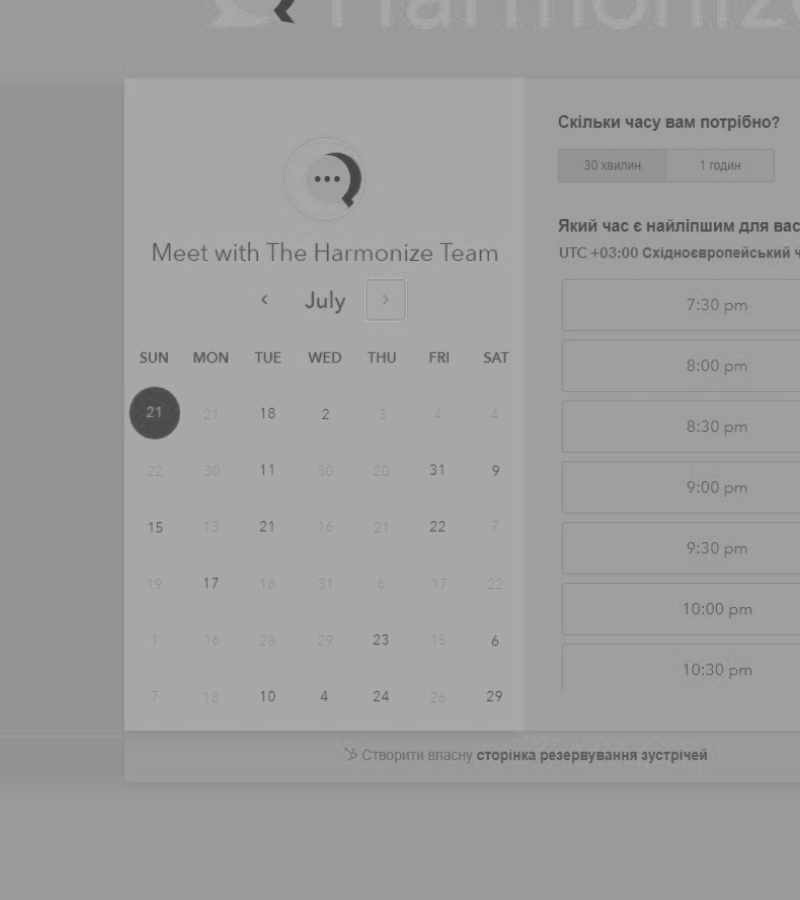 Harmonize
Meet with The Harmonize Team
‹ July ›
SUN MON TUE WED THU FRI SAT
21 21 18 2 3 4 4
22 30 11 30 20 31 9
15 13 21 16 21 22 7
19 17 18 31 6 17 22
1 16 28 29 23 15 6
7 18 10 4 24 26 29
Скільки часу вам потрібно?
30 хвилин 1 годин
Який час є найліпшим для вас
UTC +03:00 Східноєвропейський ч
7:30 pm
8:00 pm
8:30 pm
9:00 pm
9:30 pm
10:00 pm
10:30 pm
Створити власну сторінка резервування зустрічей